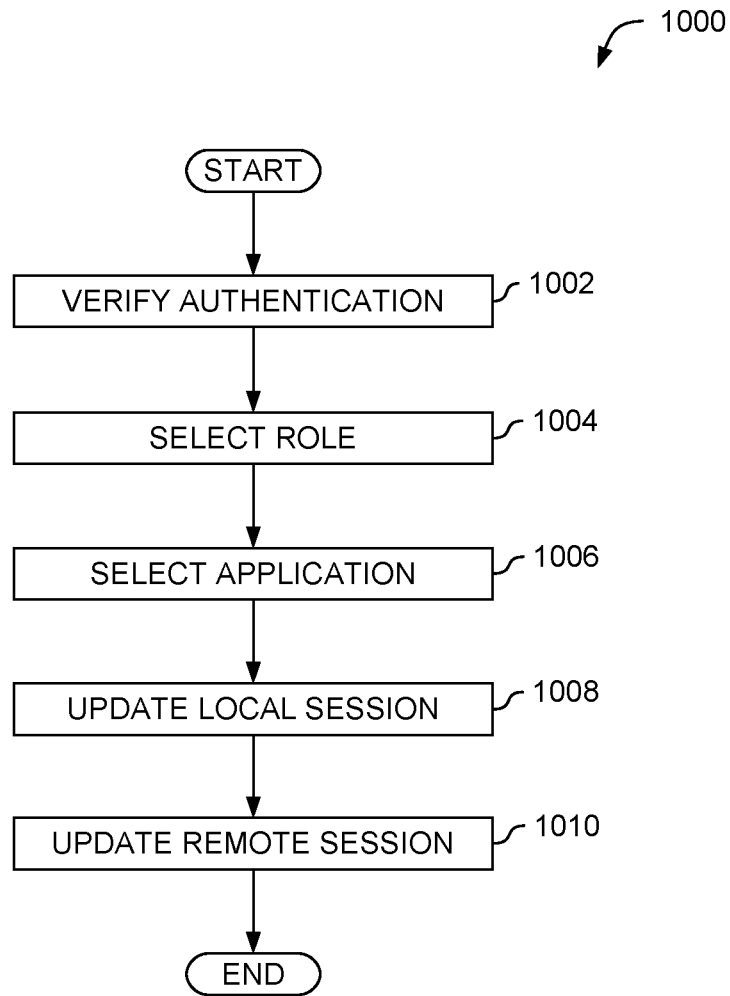 1000
START
VERIFY AUTHENTICATION
1002
SELECT ROLE
1004
SELECT APPLICATION
1006
UPDATE LOCAL SESSION
1008
UPDATE REMOTE SESSION
1010
END